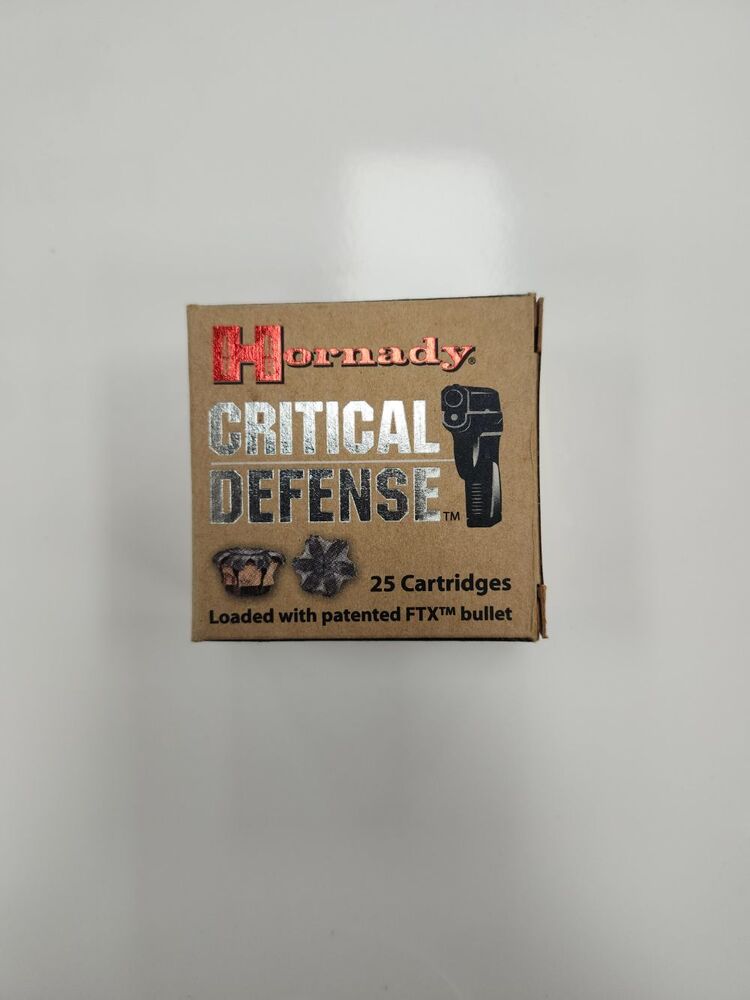 Hornady®
CRITICAL
DEFENSE™
25 Cartridges
Loaded with patented FTX™ bullet